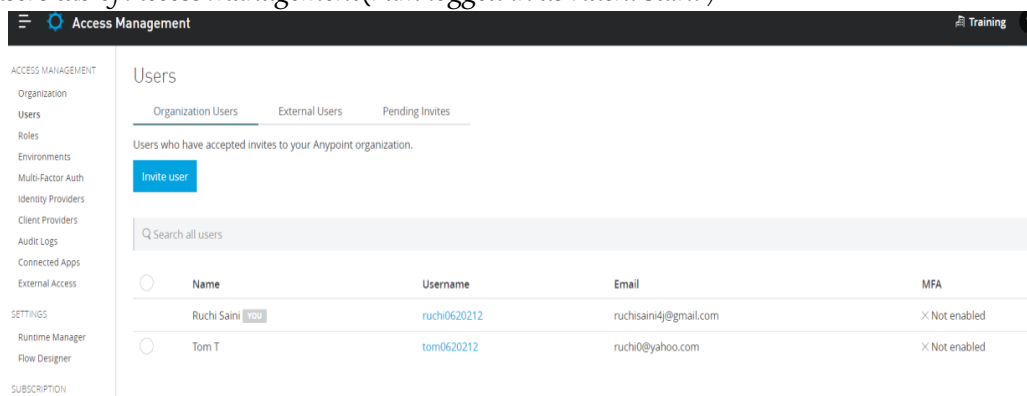 Access Management
Training
ACCESS MANAGEMENT
Organization
Users
Roles
Environments
Multi-Factor Auth
Identity Providers
Client Providers
Audit Logs
Connected Apps
External Access
SETTINGS
Runtime Manager
Flow Designer
SUBSCRIPTION
Users
Organization Users External Users Pending Invites
Users who have accepted invites to your Anypoint organization.
Invite user
Search all users
Name Username Email MFA
Ruchi Saini YOU ruchi0620212 ruchisaini4j@gmail.com Not enabled
Tom T tom0620212 ruchi0@yahoo.com Not enabled